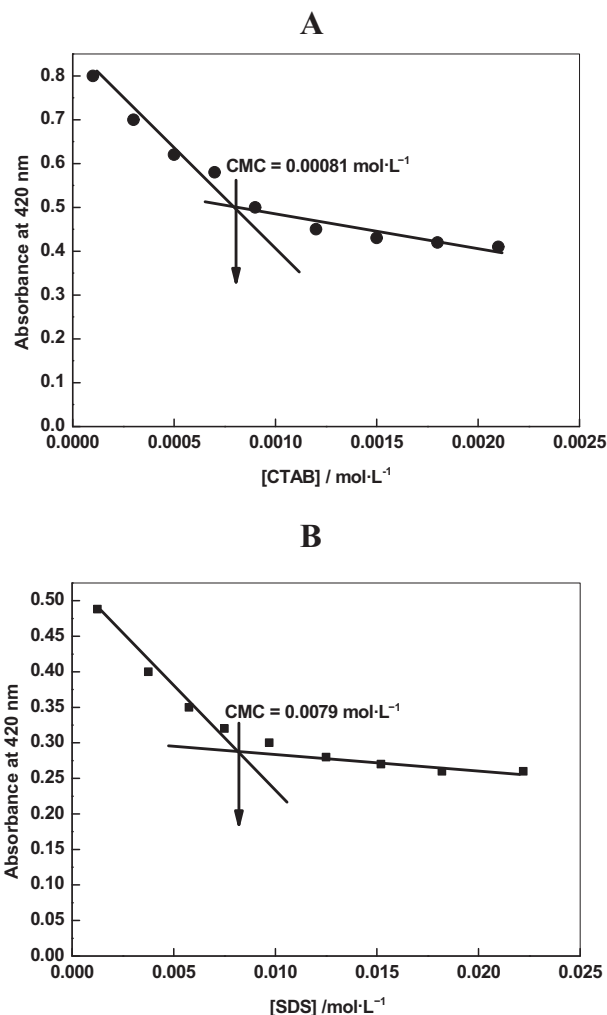 A
0.8
0.7
0.6
0.5
0.4
0.3
0.2
0.1
0.0
Absorbance at 420 nm
CMC = 0.00081 mol·L⁻¹
0.0000 0.0005 0.0010 0.0015 0.0020 0.0025
[CTAB] / mol·L⁻¹
B
0.50
0.45
0.40
0.35
0.30
0.25
0.20
0.15
0.10
0.05
0.00
Absorbance at 420 nm
CMC = 0.0079 mol·L⁻¹
0.000 0.005 0.010 0.015 0.020 0.025
[SDS] /mol·L⁻¹